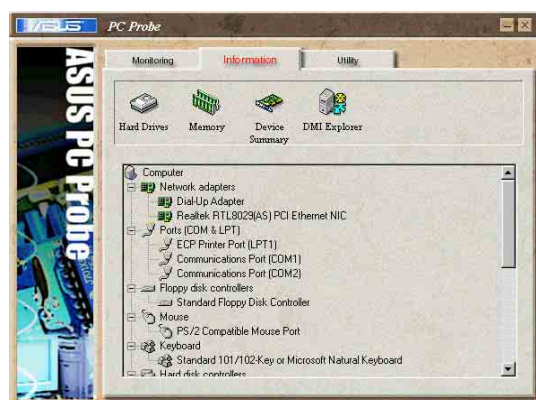 ASUS PC Probe
Monitoring Information Utility
ASUS PC Probe
Hard Drives Memory Device Summary DMI Explorer
Computer
Network adapters
Dial-Up Adapter
Realtek RTL8029(AS) PCI Ethernet NIC
Ports (COM & LPT)
ECP Printer Port (LPT1)
Communications Port (COM1)
Communications Port (COM2)
Floppy disk controllers
Standard Floppy Disk Controller
Mouse
PS/2 Compatible Mouse Port
Keyboard
Standard 101/102-Key or Microsoft Natural Keyboard
Hard disk controllers